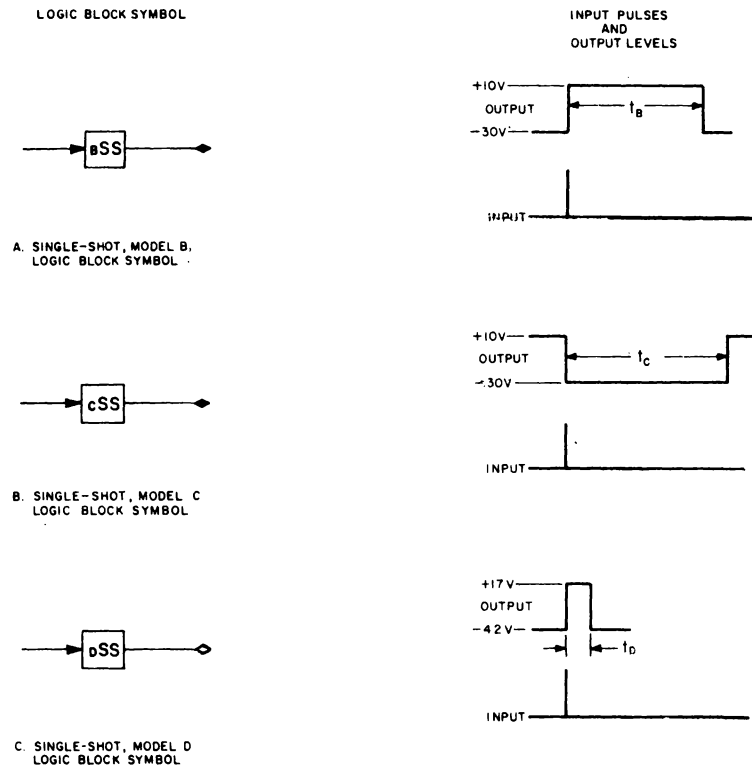 LOGIC BLOCK SYMBOL
INPUT PULSES
AND
OUTPUT LEVELS
+10V
OUTPUT
tB
-30V
BSS
INPUT
A. SINGLE-SHOT, MODEL B,
LOGIC BLOCK SYMBOL
+10V
OUTPUT
tC
-30V
CSS
INPUT
B. SINGLE-SHOT, MODEL C
LOGIC BLOCK SYMBOL
+17V
OUTPUT
-42V
tD
DSS
INPUT
C. SINGLE-SHOT, MODEL D
LOGIC BLOCK SYMBOL